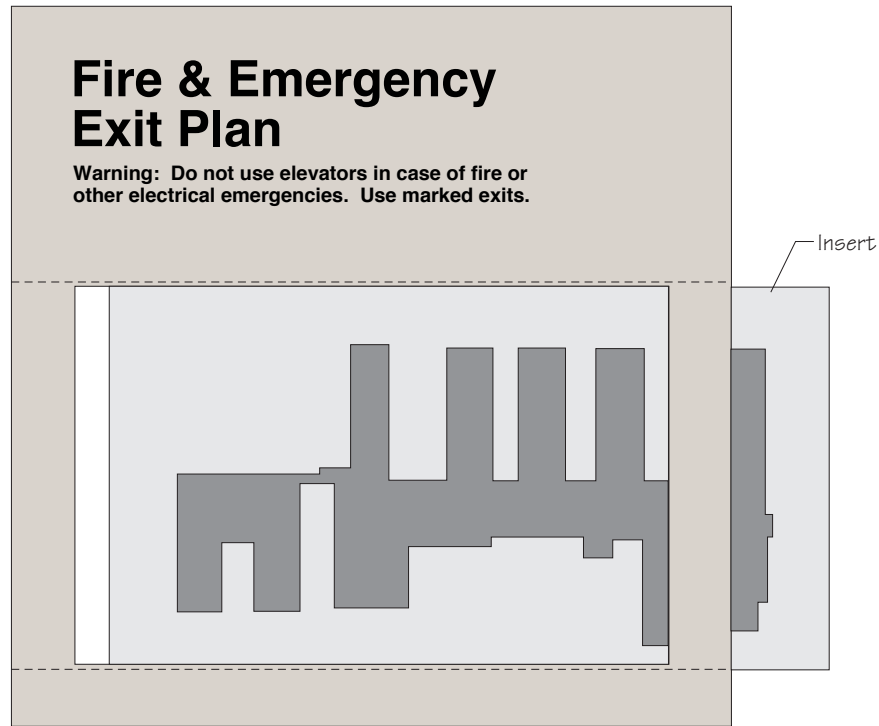 Fire & Emergency
Exit Plan
Warning:  Do not use elevators in case of fire or
other electrical emergencies.  Use marked exits.
Insert